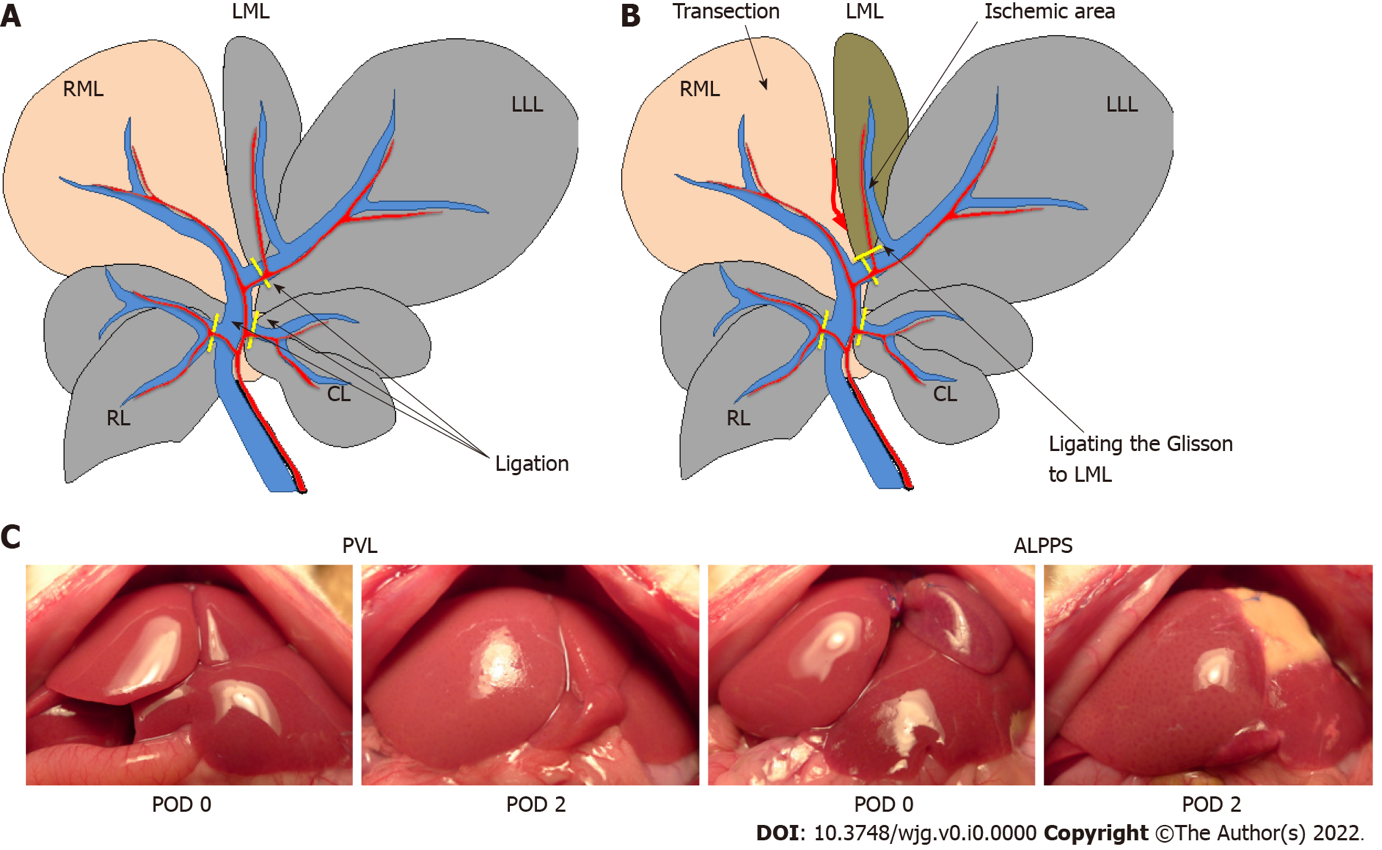 A
LML
RML
LLL
RL
CL
Ligation
B
Transection
LML
Ischemic area
RML
LLL
RL
CL
Ligating the Glisson
to LML
C
PVL
ALPPS
POD 0
POD 2
POD 0
POD 2
DOI: 10.3748/wjg.v0.i0.0000 Copyright ©The Author(s) 2022.